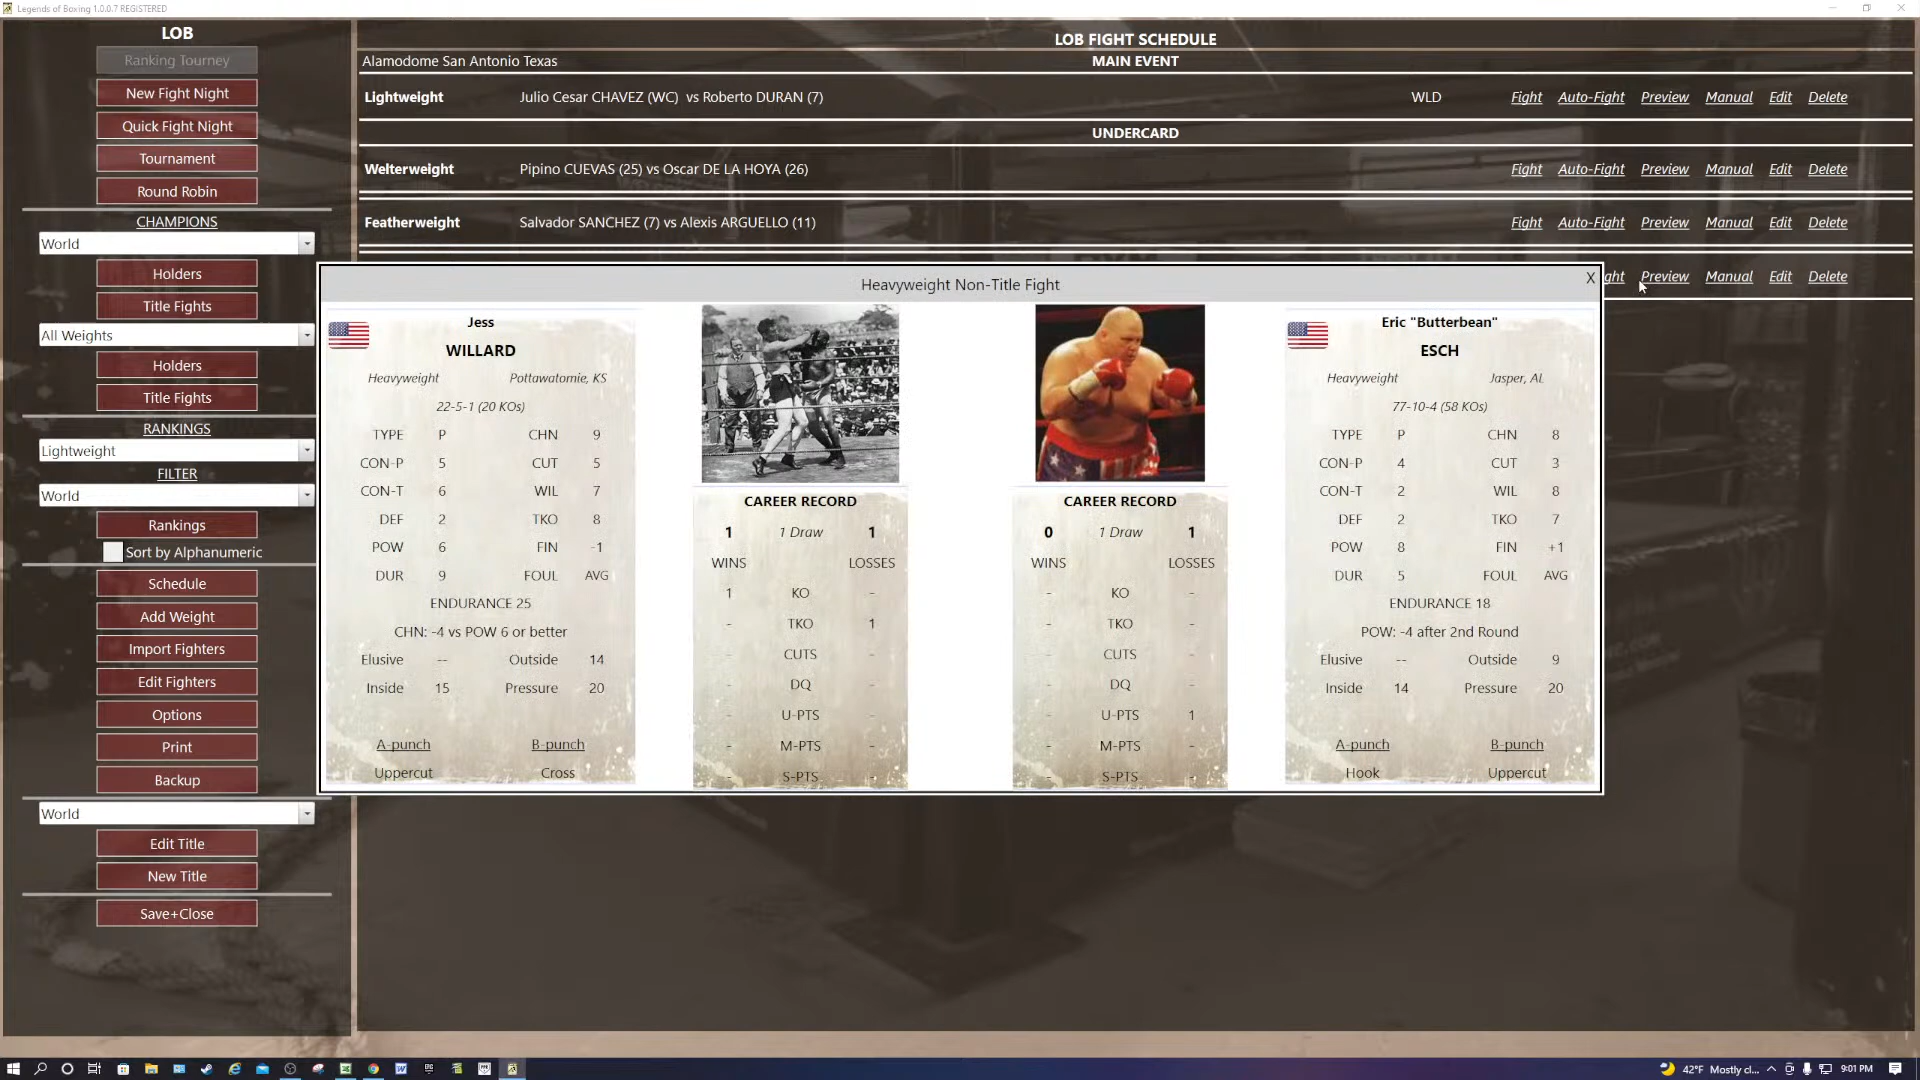 Legends of Boxing 1.0.0.7 REGISTERED
LOB
Ranking Tourney
New Fight Night
Quick Fight Night
Tournament
Round Robin
CHAMPIONS
World
Holders
Title Fights
All Weights
Holders
Title Fights
RANKINGS
Lightweight
FILTER
World
Rankings
Sort by Alphanumeric
Schedule
Add Weight
Import Fighters
Edit Fighters
Options
Print
Backup
World
Edit Title
New Title
Save+Close
LOB FIGHT SCHEDULE
Alamodome San Antonio Texas MAIN EVENT
Lightweight Julio Cesar CHAVEZ (WC) vs Roberto DURAN (7) WLD Fight Auto-Fight Preview Manual Edit Delete
UNDERCARD
Welterweight Pipino CUEVAS (25) vs Oscar DE LA HOYA (26) Fight Auto-Fight Preview Manual Edit Delete
Featherweight Salvador SANCHEZ (7) vs Alexis ARGUELLO (11) Fight Auto-Fight Preview Manual Edit Delete
ght Preview Manual Edit Delete
Heavyweight Non-Title Fight X
Jess
WILLARD
Heavyweight Pottawatomie, KS
22-5-1 (20 KOs)
TYPE P CHN 9
CON-P 5 CUT 5
CON-T 6 WIL 7
DEF 2 TKO 8
POW 6 FIN -1
DUR 9 FOUL AVG
ENDURANCE 25
CHN: -4 vs POW 6 or better
Elusive -- Outside 14
Inside 15 Pressure 20
A-punch B-punch
Uppercut Cross
CAREER RECORD
1 1 Draw 1
WINS LOSSES
1 KO -
- TKO 1
- CUTS -
- DQ -
- U-PTS -
- M-PTS -
- S-PTS -
CAREER RECORD
0 1 Draw 1
WINS LOSSES
- KO -
- TKO -
- CUTS -
- DQ -
- U-PTS 1
- M-PTS -
- S-PTS -
Eric "Butterbean"
ESCH
Heavyweight Jasper, AL
77-10-4 (58 KOs)
TYPE P CHN 8
CON-P 4 CUT 3
CON-T 2 WIL 8
DEF 2 TKO 7
POW 8 FIN +1
DUR 5 FOUL AVG
ENDURANCE 18
POW: -4 after 2nd Round
Elusive -- Outside 9
Inside 14 Pressure 20
A-punch B-punch
Hook Uppercut
42°F Mostly cl... 9:01 PM